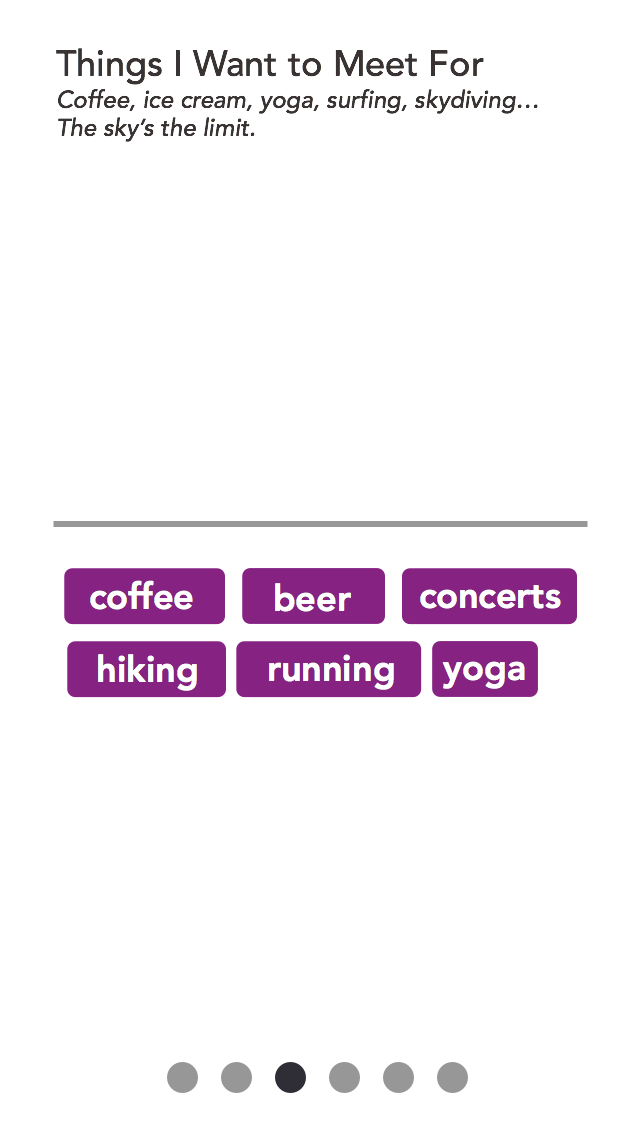 Things I Want to Meet For
Coffee, ice cream, yoga, surfing, skydiving...
The sky's the limit.
coffee beer concerts
hiking running yoga